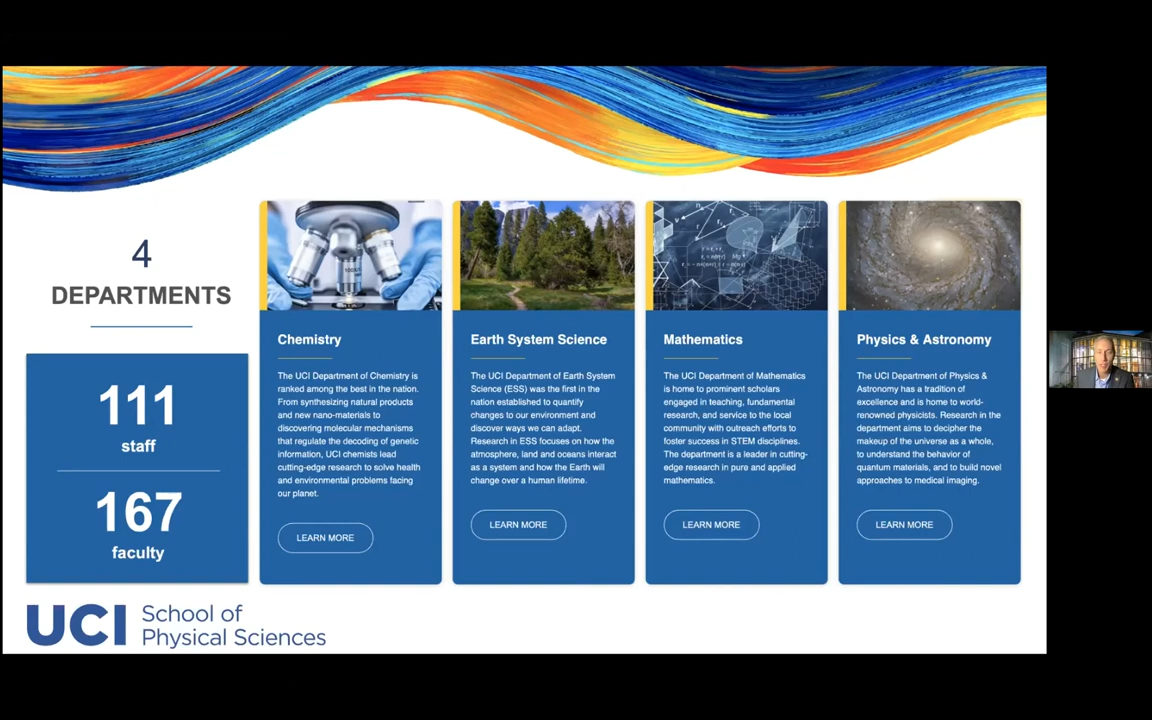 4
DEPARTMENTS
111
staff
167
faculty
Chemistry
The UCI Department of Chemistry is
ranked among the best in the nation.
From synthesizing natural products
and new nano-materials to
discovering molecular mechanisms
that regulate the decoding of genetic
information, UCI chemists lead
cutting-edge research to solve health
and environmental problems facing
our planet.
LEARN MORE
Earth System Science
The UCI Department of Earth System
Science (ESS) was the first in the
nation established to quantify
changes to our environment and
discover ways we can adapt.
Research in ESS focuses on how the
atmosphere, land and oceans interact
as a system and how the Earth will
change over a human lifetime.
LEARN MORE
Mathematics
The UCI Department of Mathematics
is home to prominent scholars
engaged in teaching, fundamental
research, and service to the local
community with outreach efforts to
foster success in STEM disciplines.
The department is a leader in cutting-
edge research in pure and applied
mathematics.
LEARN MORE
Physics & Astronomy
The UCI Department of Physics &
Astronomy has a tradition of
excellence and is home to world-
renowned physicists. Research in the
department aims to decipher the
makeup of the universe as a whole,
to understand the behavior of
quantum materials, and to build novel
approaches to medical imaging.
LEARN MORE
UCI School of
Physical Sciences